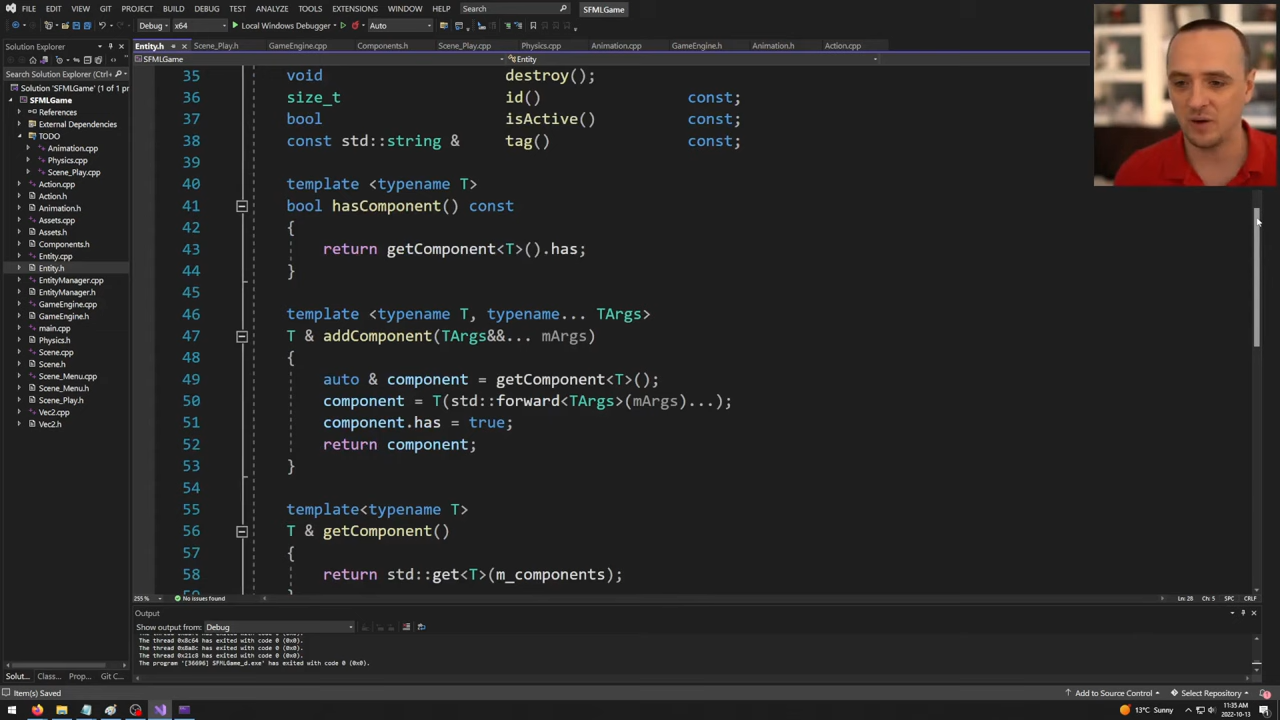 FILE EDIT VIEW GIT PROJECT BUILD DEBUG TEST ANALYZE TOOLS EXTENSIONS WINDOW HELP Search SFMLGame
Debug x64 Local Windows Debugger Auto
Solution Explorer
Search Solution Explorer (Ctrl+
Solution 'SFMLGame' (1 of 1 pr
SFMLGame
References
External Dependencies
TODO
Animation.cpp
Physics.cpp
Scene_Play.cpp
Action.cpp
Action.h
Animation.h
Assets.cpp
Assets.h
Components.h
Entity.cpp
Entity.h
EntityManager.cpp
EntityManager.h
GameEngine.cpp
GameEngine.h
main.cpp
Physics.h
Scene.cpp
Scene.h
Scene_Menu.cpp
Scene_Menu.h
Scene_Play.h
Vec2.cpp
Vec2.h
Solut... Class... Prop... Git C...
Entity.h Scene_Play.h GameEngine.cpp Components.h Scene_Play.cpp Physics.cpp Animation.cpp GameEngine.h Animation.h Action.cpp
SFMLGame Entity
35 void destroy();
36 size_t id() const;
37 bool isActive() const;
38 const std::string & tag() const;
39
40 template <typename T>
41 bool hasComponent() const
42 {
43 return getComponent<T>().has;
44 }
45
46 template <typename T, typename... TArgs>
47 T & addComponent(TArgs&&... mArgs)
48 {
49 auto & component = getComponent<T>();
50 component = T(std::forward<TArgs>(mArgs)...);
51 component.has = true;
52 return component;
53 }
54
55 template<typename T>
56 T & getComponent()
57 {
58 return std::get<T>(m_components);
255 % No issues found Ln: 28 Ch: 5 SPC CRLF
Output
Show output from: Debug
The thread 0x8c64 has exited with code 0 (0x0).
The thread 0x8a8c has exited with code 0 (0x0).
The thread 0x21c8 has exited with code 0 (0x0).
The program '[36696] SFMLGame_d.exe' has exited with code 0 (0x0).
Item(s) Saved Add to Source Control Select Repository
13°C Sunny 11:35 AM
2022-10-13